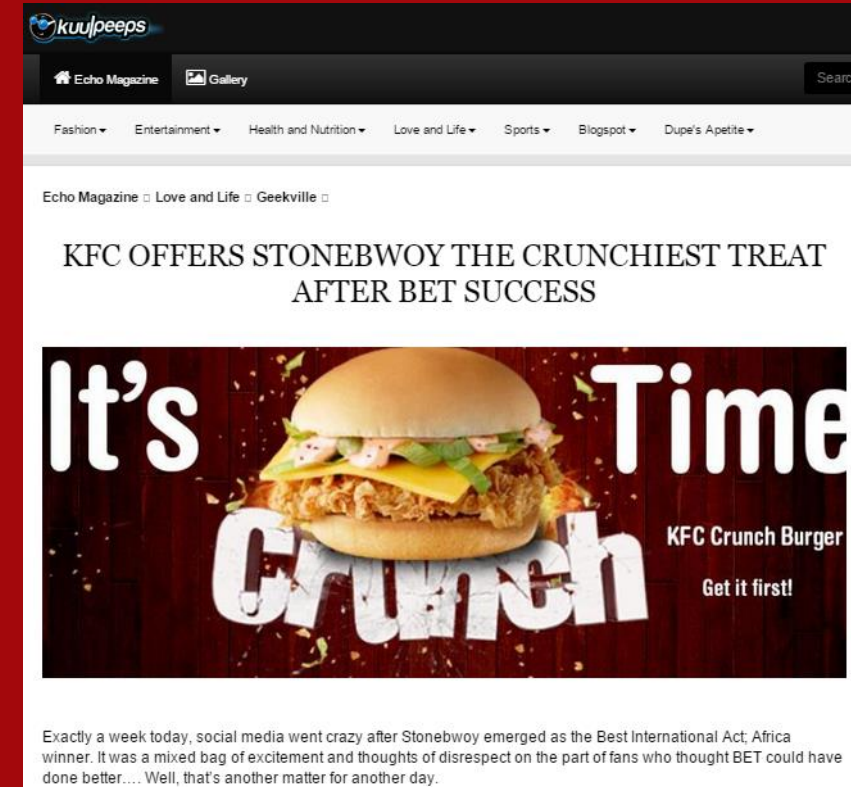 kuulpeeps
Echo Magazine Gallery Searc
Fashion Entertainment Health and Nutrition Love and Life Sports Blogspot Dupe's Apetite
Echo Magazine Love and Life Geekville
KFC OFFERS STONEBWOY THE CRUNCHIEST TREAT
AFTER BET SUCCESS
It's Time
Crunch
KFC Crunch Burger
Get it first!
Exactly a week today, social media went crazy after Stonebwoy emerged as the Best International Act; Africa
winner. It was a mixed bag of excitement and thoughts of disrespect on the part of fans who thought BET could have
done better.... Well, that's another matter for another day.